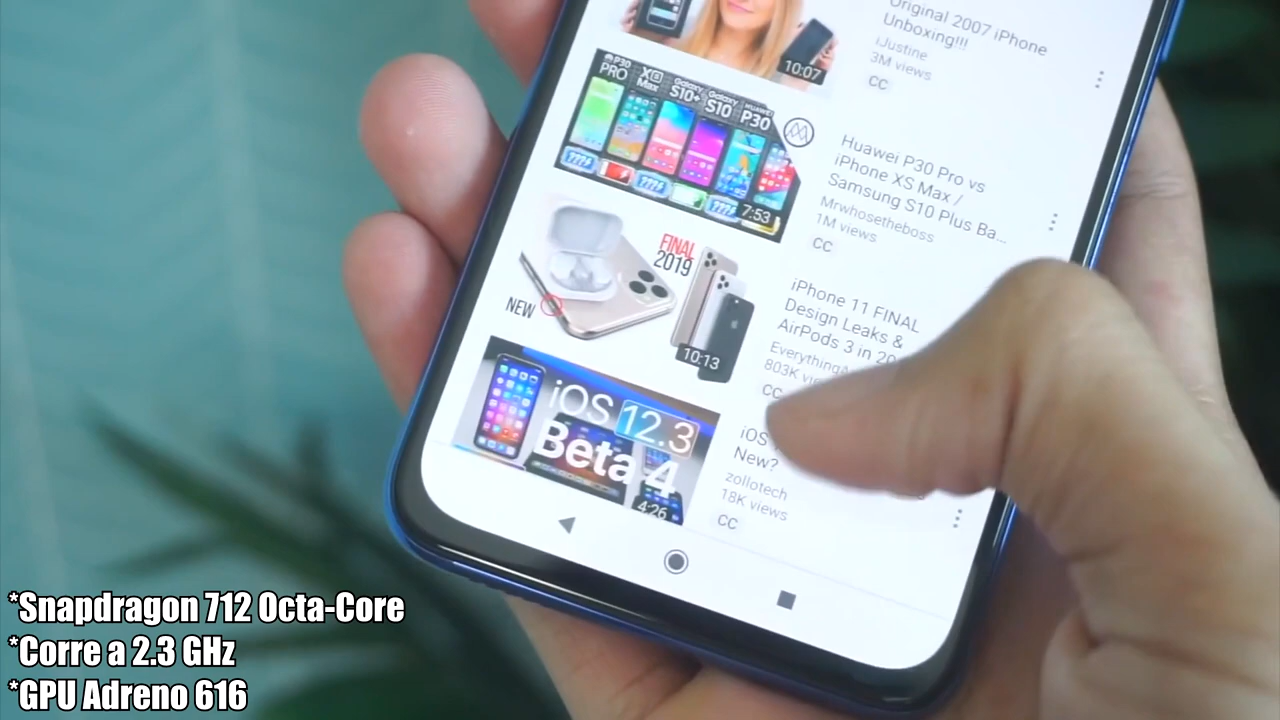 Original 2007 iPhone
Unboxing!!!
iJustine
3M views
CC
10:07
P30
PRO
XS
Max
Galaxy
S10+
Galaxy
S10
HUAWEI
P30
????
????
????
7:53
Huawei P30 Pro vs
iPhone XS Max /
Samsung S10 Plus Ba...
Mrwhosetheboss
1M views
CC
FINAL
2019
NEW
10:13
iPhone 11 FINAL
Design Leaks &
AirPods 3 in 20
EverythingA
803K vi
CC
iOS 12.3
Beta 4
4:26
iOS
New?
zollotech
18K views
CC
*Snapdragon 712 Octa-Core
*Corre a 2.3 GHz
*GPU Adreno 616